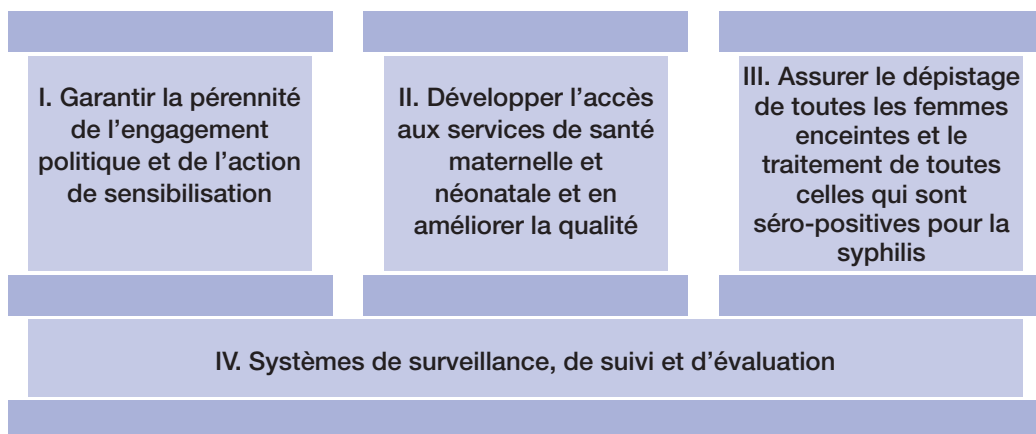 I. Garantir la pérennité
de l’engagement
politique et de l’action
de sensibilisation
II. Développer l’accès
aux services de santé
maternelle et
néonatale et en
améliorer la qualité
III. Assurer le dépistage
de toutes les femmes
enceintes et le
traitement de toutes
celles qui sont
séro-positives pour la
syphilis
IV. Systèmes de surveillance, de suivi et d’évaluation